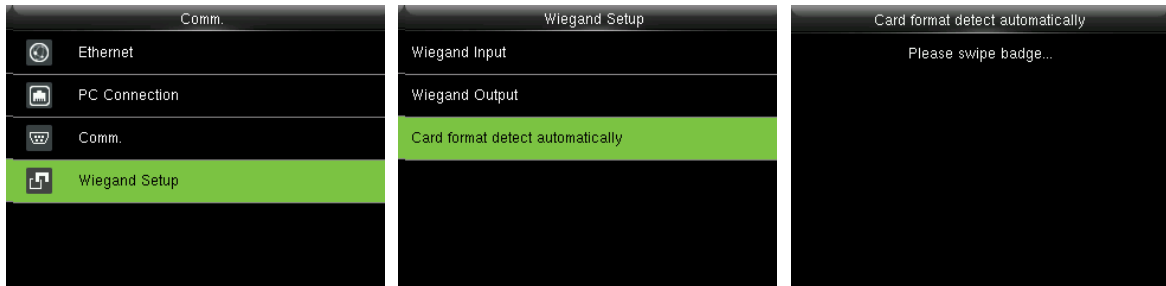 Comm.
Ethernet
PC Connection
Comm.
Wiegand Setup
Wiegand Setup
Wiegand Input
Wiegand Output
Card format detect automatically
Card format detect automatically
Please swipe badge...